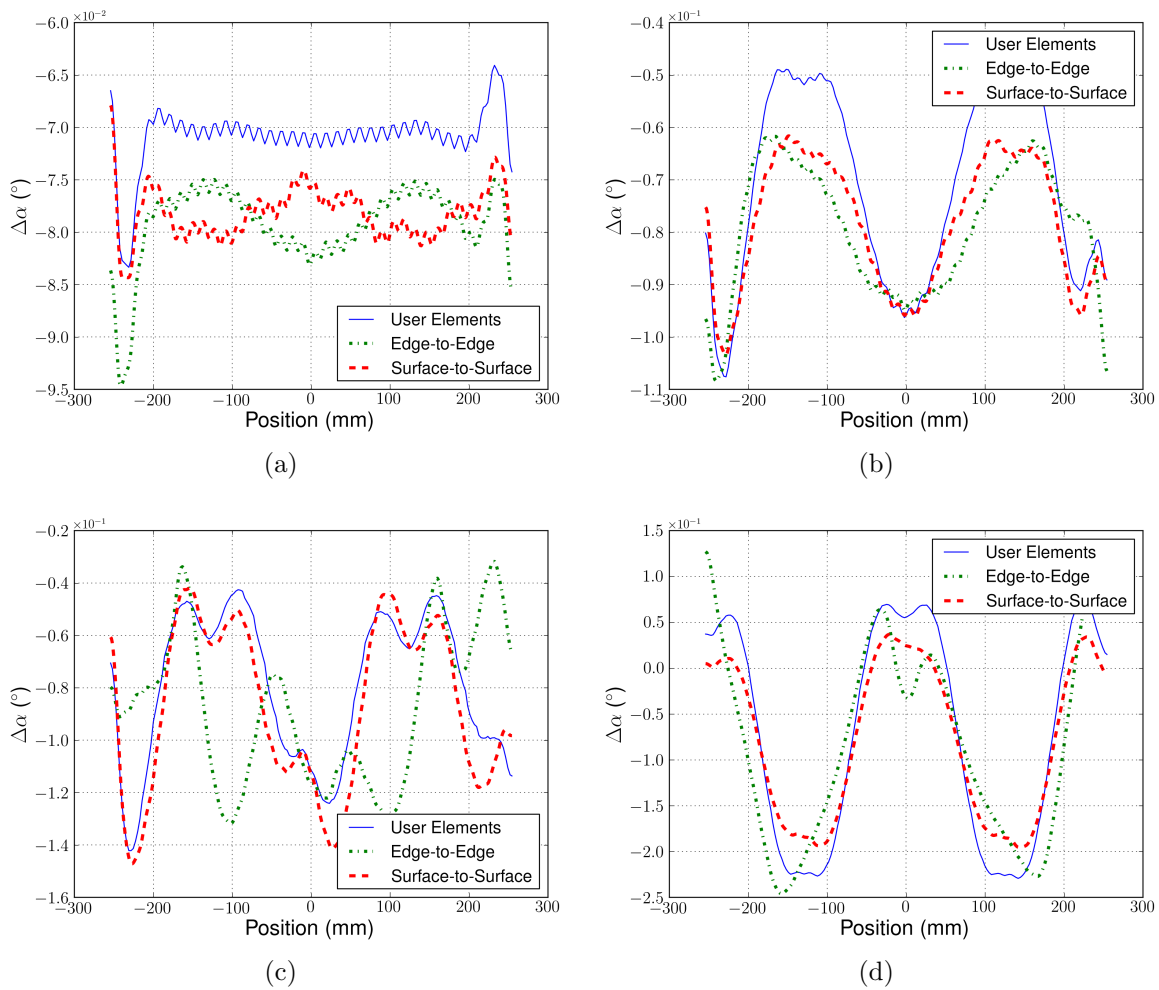 ×10⁻²
−6.0
−6.5
−7.0
−7.5
−8.0
−8.5
−9.0
−9.5
Δα (°)
User Elements
Edge-to-Edge
Surface-to-Surface
−300 −200 −100 0 100 200 300
Position (mm)
(a)
×10⁻¹
−0.4
−0.5
−0.6
−0.7
−0.8
−0.9
−1.0
−1.1
Δα (°)
User Elements
Edge-to-Edge
Surface-to-Surface
−300 −200 −100 0 100 200 300
Position (mm)
(b)
×10⁻¹
−0.2
−0.4
−0.6
−0.8
−1.0
−1.2
−1.4
−1.6
Δα (°)
User Elements
Edge-to-Edge
Surface-to-Surface
−300 −200 −100 0 100 200 300
Position (mm)
(c)
×10⁻¹
1.5
1.0
0.5
0.0
−0.5
−1.0
−1.5
−2.0
−2.5
Δα (°)
User Elements
Edge-to-Edge
Surface-to-Surface
−300 −200 −100 0 100 200 300
Position (mm)
(d)